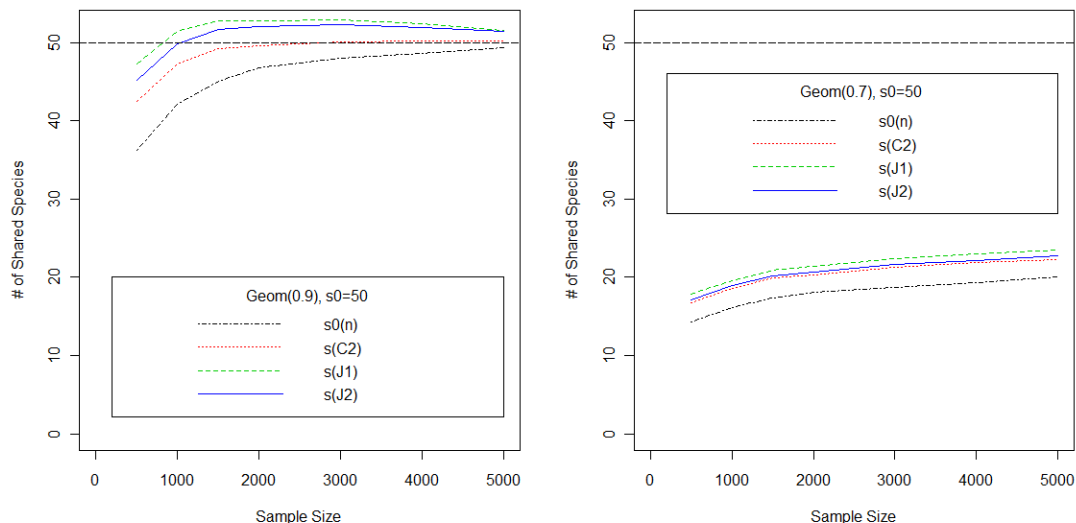 # of Shared Species
50
40
30
20
10
0
Geom(0.9), s0=50
s0(n)
s(C2)
s(J1)
s(J2)
0 1000 2000 3000 4000 5000
Sample Size
# of Shared Species
50
40
30
20
10
0
Geom(0.7), s0=50
s0(n)
s(C2)
s(J1)
s(J2)
0 1000 2000 3000 4000 5000
Sample Size